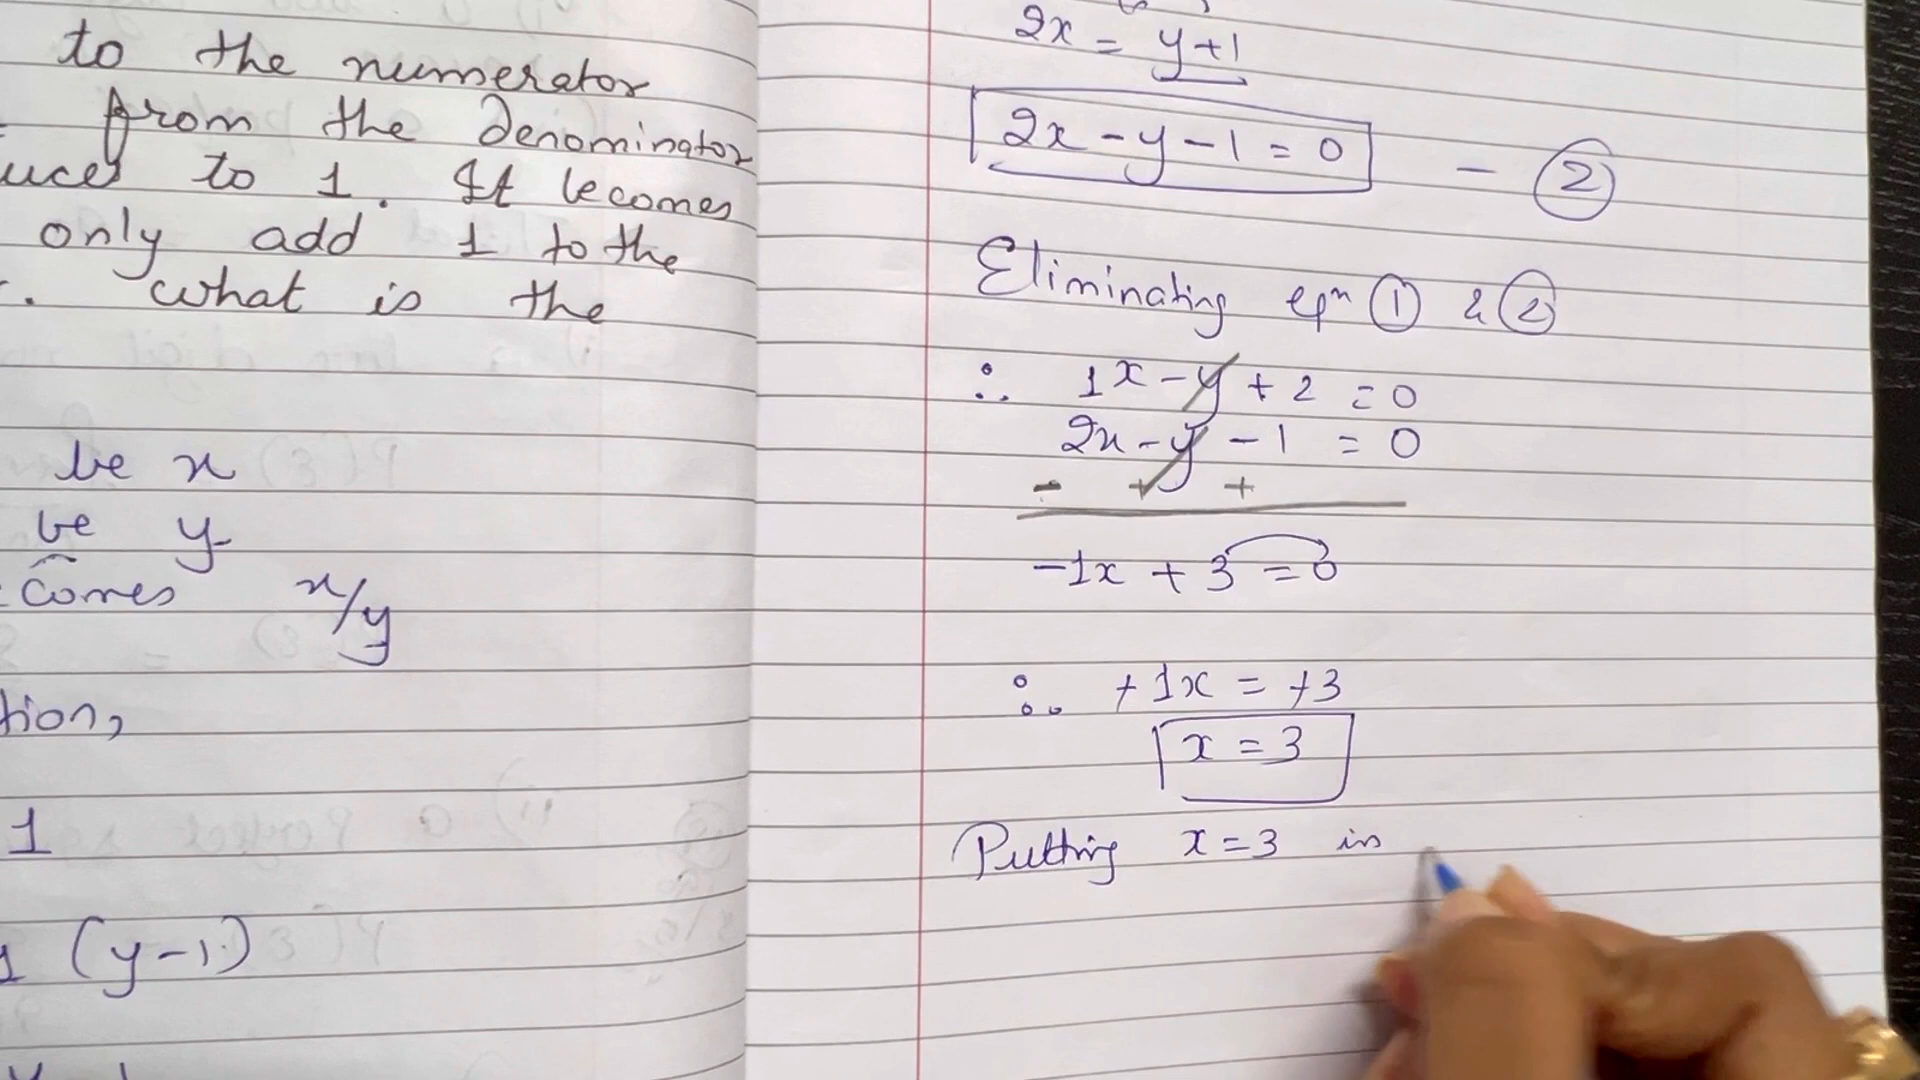 to the numerator
from the denominator
uces to 1. It becomes
only add 1 to the
. what is the
be x
be y
comes x/y
tion,
1
1 (y-1)
2x = y+1
2x - y - 1 = 0 - ②
Eliminating eqⁿ ① & ②
∴ 1x - y + 2 = 0
2x - y - 1 = 0
- + +
-1x + 3 = 0
∴ +1x = +3
x = 3
Putting x = 3 in